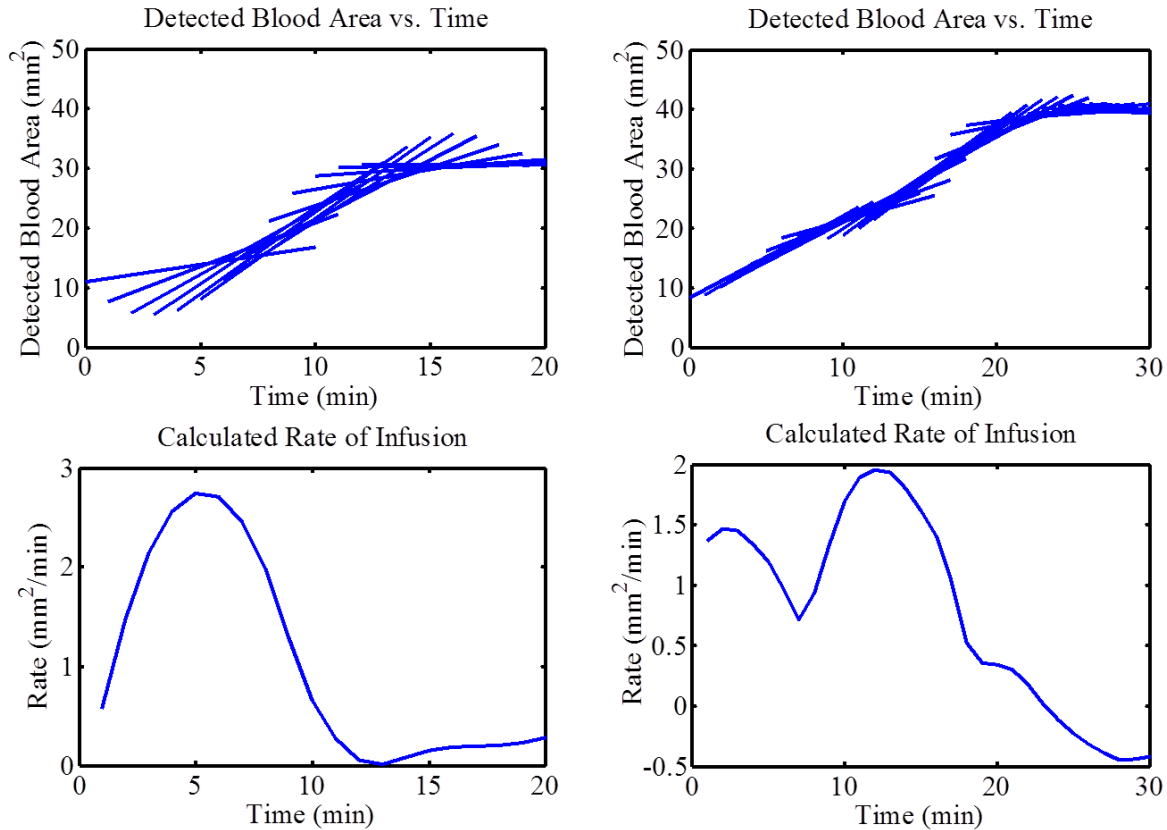 Detected Blood Area vs. Time
Detected Blood Area (mm²)
50
40
30
20
10
0
0 5 10 15 20
Time (min)
Detected Blood Area vs. Time
Detected Blood Area (mm²)
50
40
30
20
10
0
0 10 20 30
Time (min)
Calculated Rate of Infusion
Rate (mm²/min)
3
2
1
0
0 5 10 15 20
Time (min)
Calculated Rate of Infusion
Rate (mm²/min)
2
1.5
1
0.5
0
-0.5
0 10 20 30
Time (min)